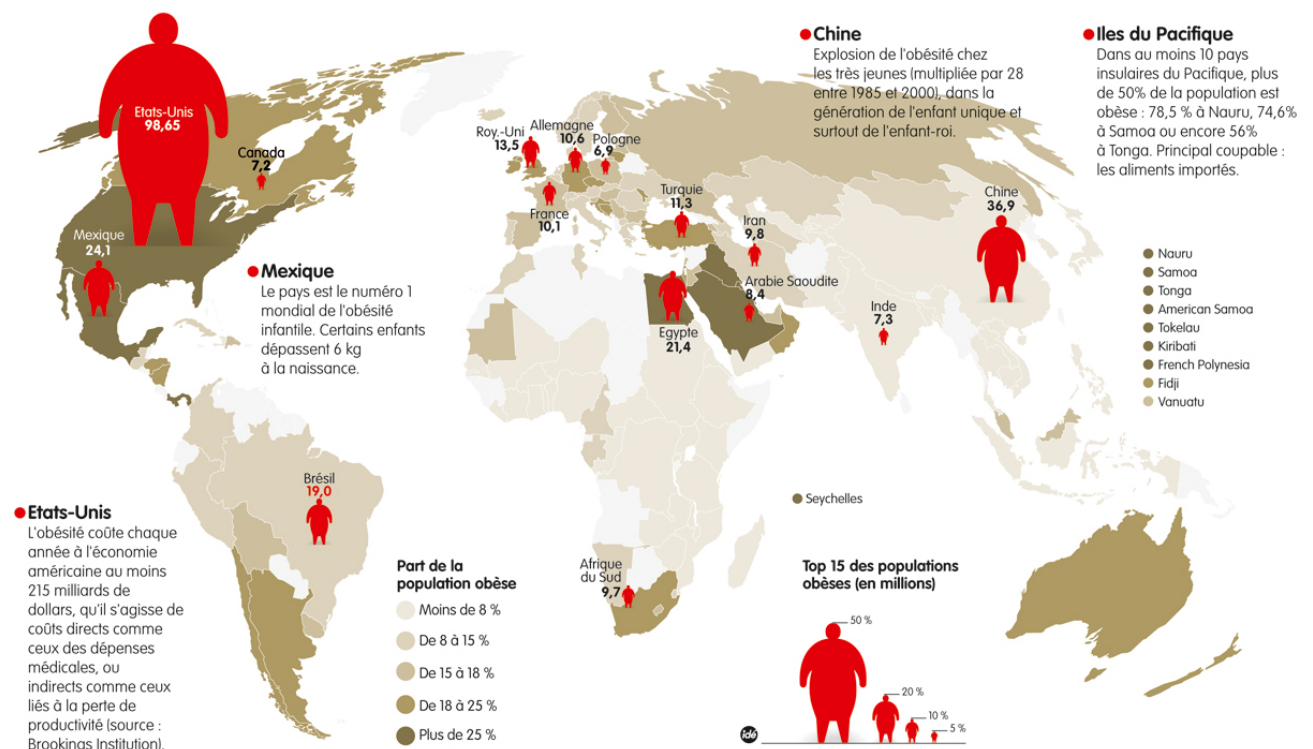 Etats-Unis
98,65
Canada
7,2
Mexique
24,1
Mexique
Le pays est le numéro 1
mondial de l'obésité
infantile. Certains enfants
dépassent 6 kg
à la naissance.
Roy.-Uni
13,5
Allemagne
10,6
Pologne
6,9
France
10,1
Turquie
11,3
Iran
9,8
Arabie Saoudite
8,4
Egypte
21,4
Inde
7,3
Chine
36,9
Chine
Explosion de l'obésité chez
les très jeunes (multipliée par 28
entre 1985 et 2000), dans la
génération de l'enfant unique et
surtout de l'enfant-roi.
Iles du Pacifique
Dans au moins 10 pays
insulaires du Pacifique, plus
de 50% de la population est
obèse : 78,5 % à Nauru, 74,6%
à Samoa ou encore 56%
à Tonga. Principal coupable :
les aliments importés.
Nauru
Samoa
Tonga
American Samoa
Tokelau
Kiribati
French Polynesia
Fidji
Vanuatu
Seychelles
Brésil
19,0
Afrique
du Sud
9,7
Etats-Unis
L'obésité coûte chaque
année à l'économie
américaine au moins
215 milliards de
dollars, qu'il s'agisse de
coûts directs comme
ceux des dépenses
médicales, ou
indirects comme ceux
liés à la perte de
productivité (source :
Brookings Institution).
Part de la
population obèse
Moins de 8 %
De 8 à 15 %
De 15 à 18 %
De 18 à 25 %
Plus de 25 %
Top 15 des populations
obèses (en millions)
50 %
20 %
10 %
5 %
idé